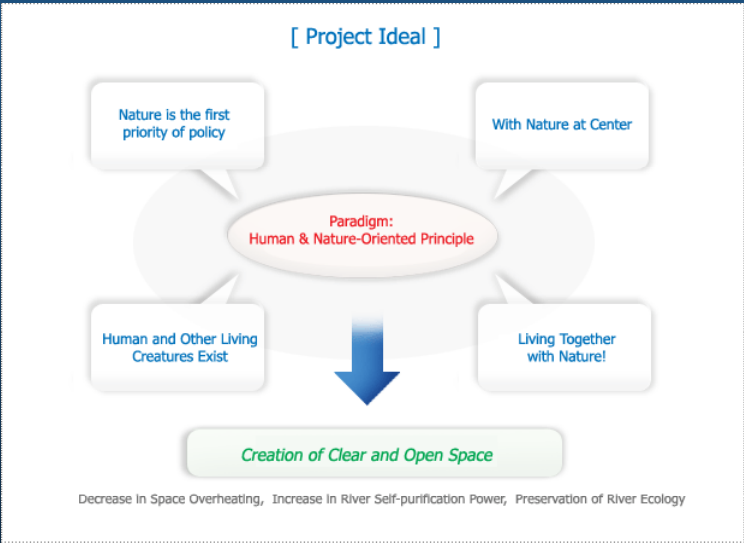 [ Project Ideal ]
Nature is the first
priority of policy
With Nature at Center
Paradigm:
Human & Nature-Oriented Principle
Human and Other Living
Creatures Exist
Living Together
with Nature!
Creation of Clear and Open Space
Decrease in Space Overheating, Increase in River Self-purification Power, Preservation of River Ecology